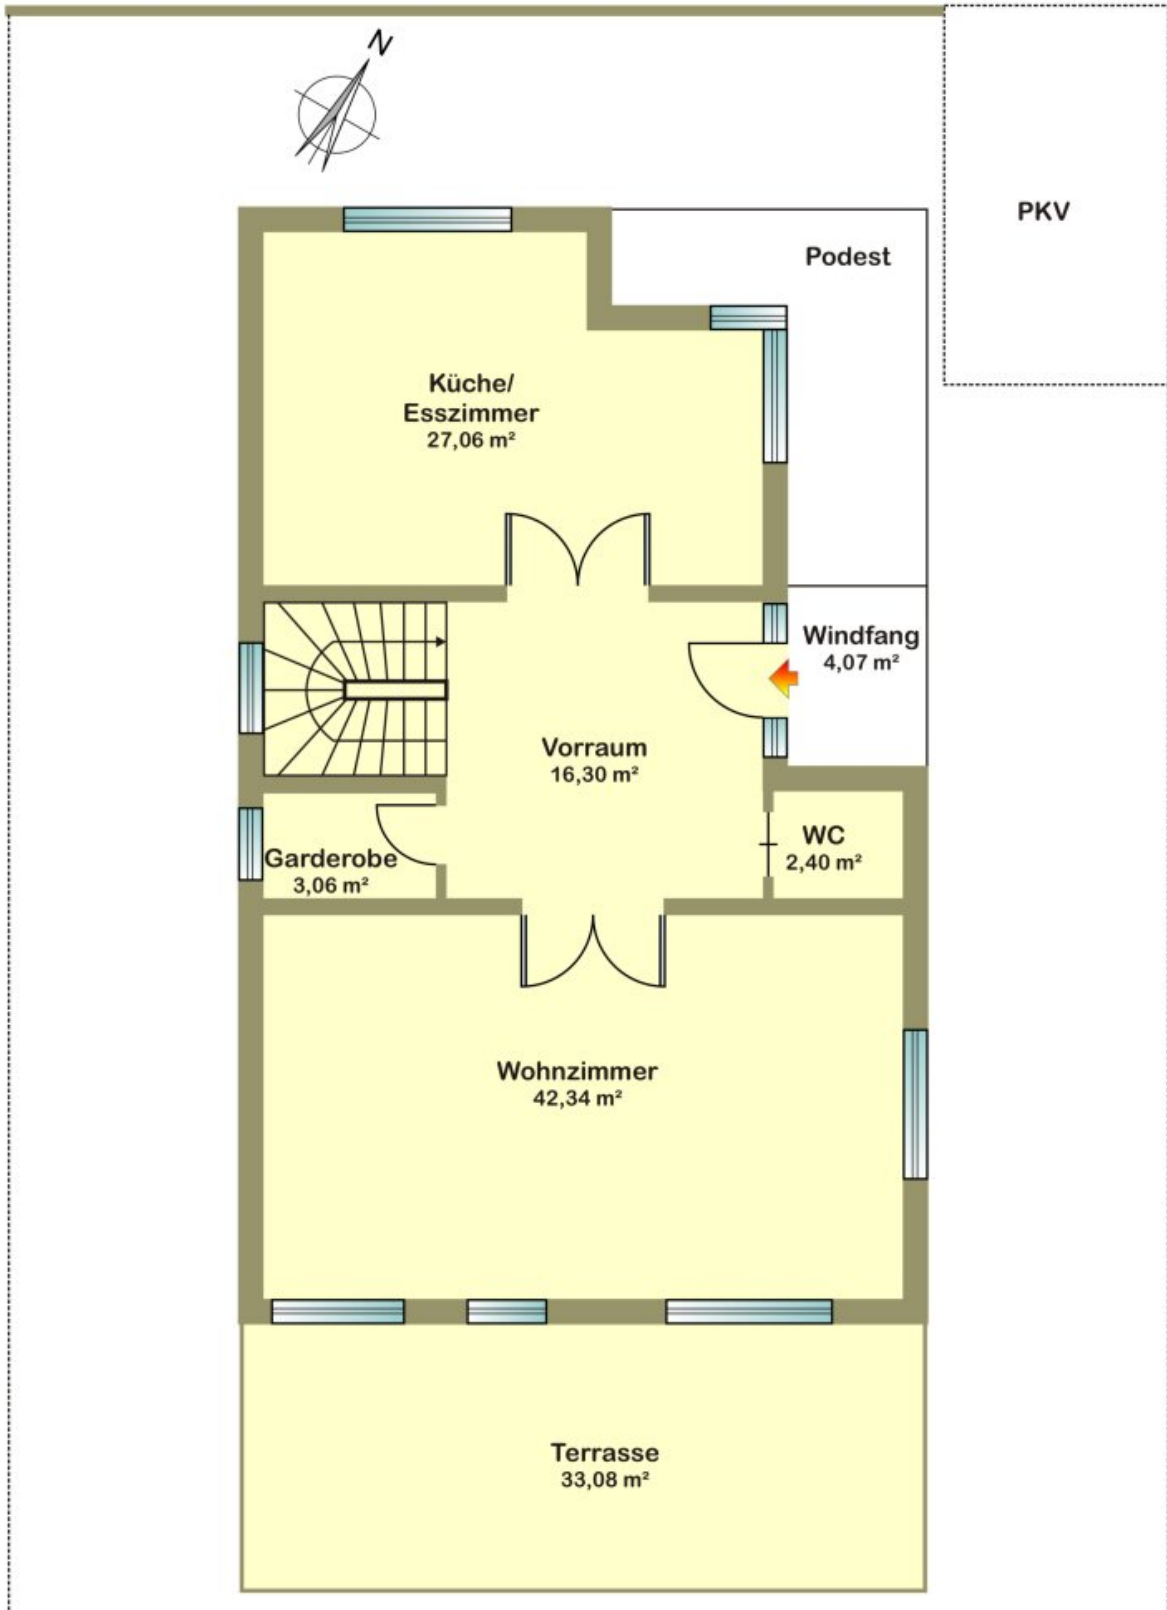 N
PKV
Podest
Küche/
Esszimmer
27,06 m²
Windfang
4,07 m²
Vorraum
16,30 m²
WC
2,40 m²
Garderobe
3,06 m²
Wohnzimmer
42,34 m²
Terrasse
33,08 m²